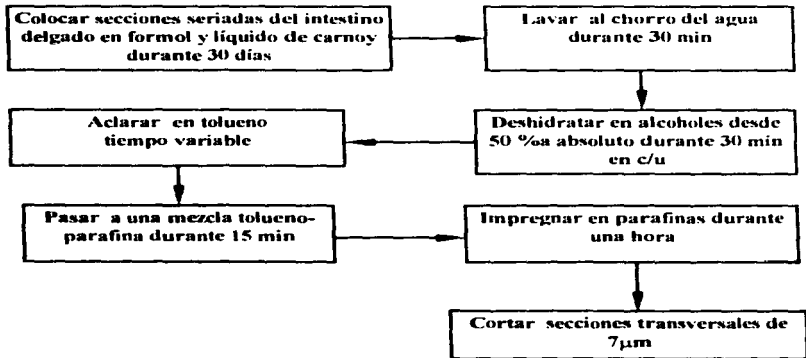 Colocar secciones seriadas del intestino
delgado en formol y líquido de carnoy
durante 30 días
Lavar al chorro del agua
durante 30 min
Deshidratar en alcoholes desde
50 %a absoluto durante 30 min
en c/u
Aclarar en tolueno
tiempo variable
Pasar a una mezcla tolueno-
parafina durante 15 min
Impregnar en parafinas durante
una hora
Cortar secciones transversales de
7µm